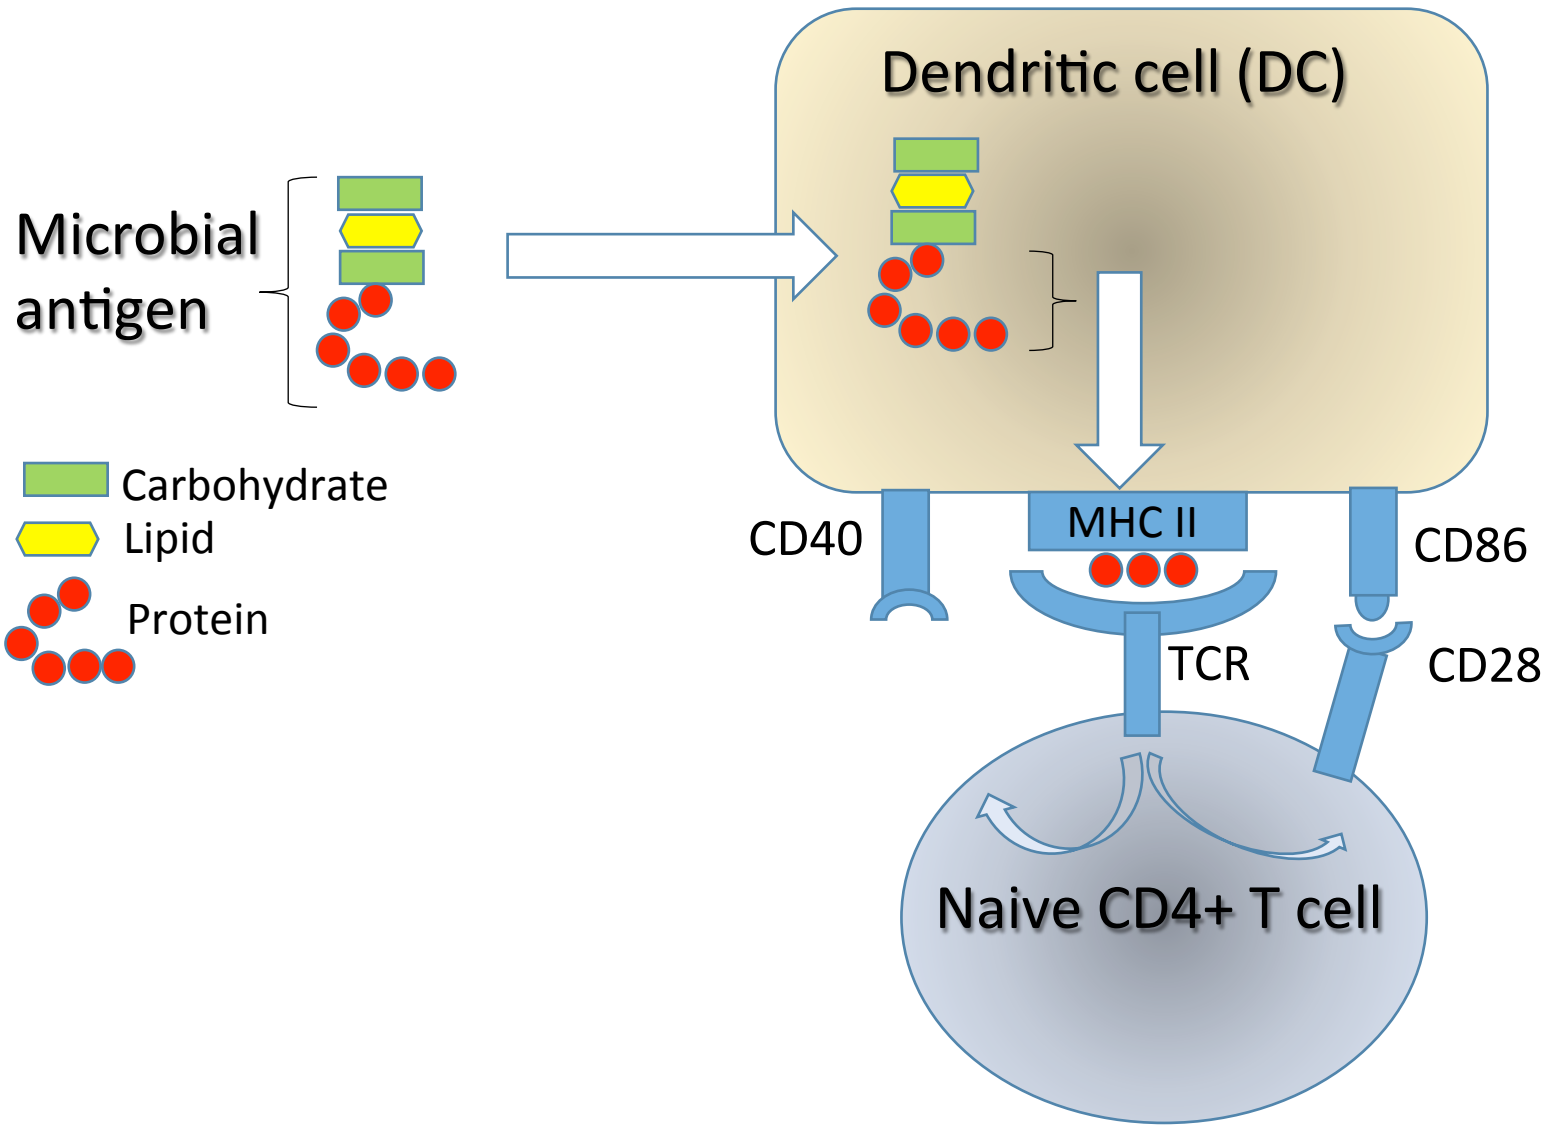 Dendritic cell (DC)
Microbial
antigen
Carbohydrate
Lipid
Protein
CD40
MHC II
CD86
TCR
CD28
Naive CD4+ T cell